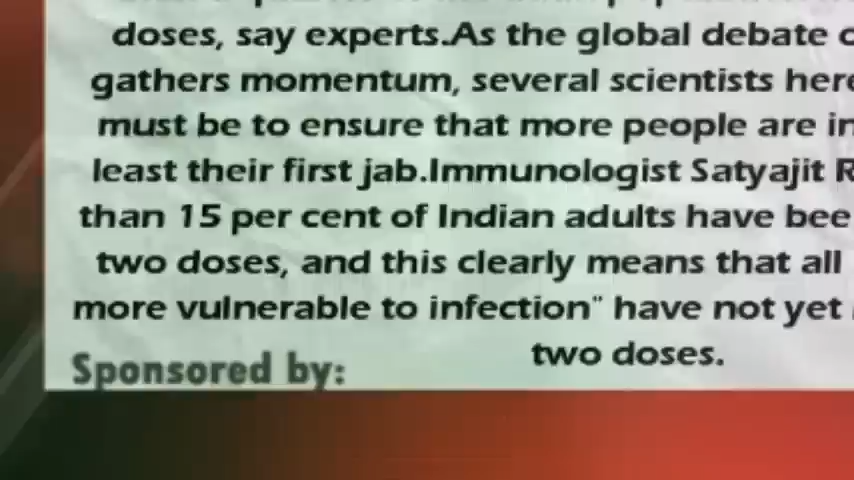 doses, say experts.As the global debate
gathers momentum, several scientists here
must be to ensure that more people are
least their first jab.Immunologist Satyajit
than 15 per cent of Indian adults have bee
two doses, and this clearly means that all
more vulnerable to infection" have not yet
two doses.
Sponsored by: